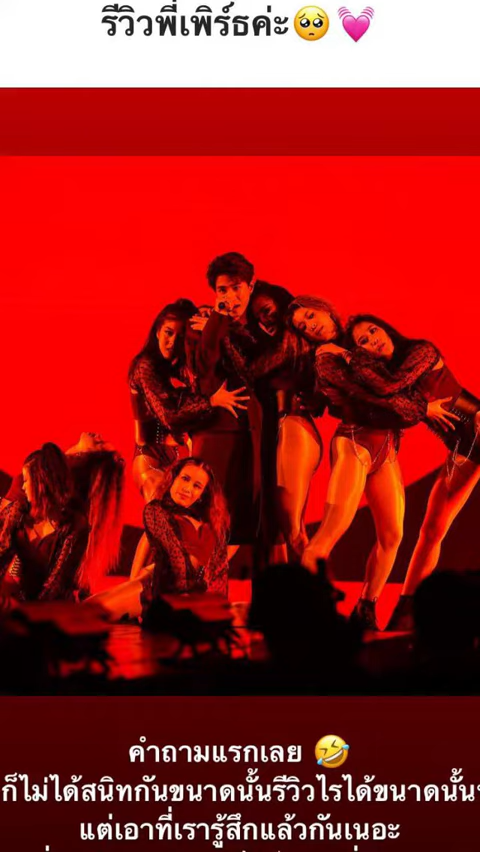 รีวิวพี่เพิร์ธค่ะ🥺💓
คำถามแรกเลย 🤣
ก็ไม่ได้สนิทกันขนาดนั้นรีวิวไรได้ขนาดนั้น
แต่เอาที่เรารู้สึกแล้วกันเนอะ